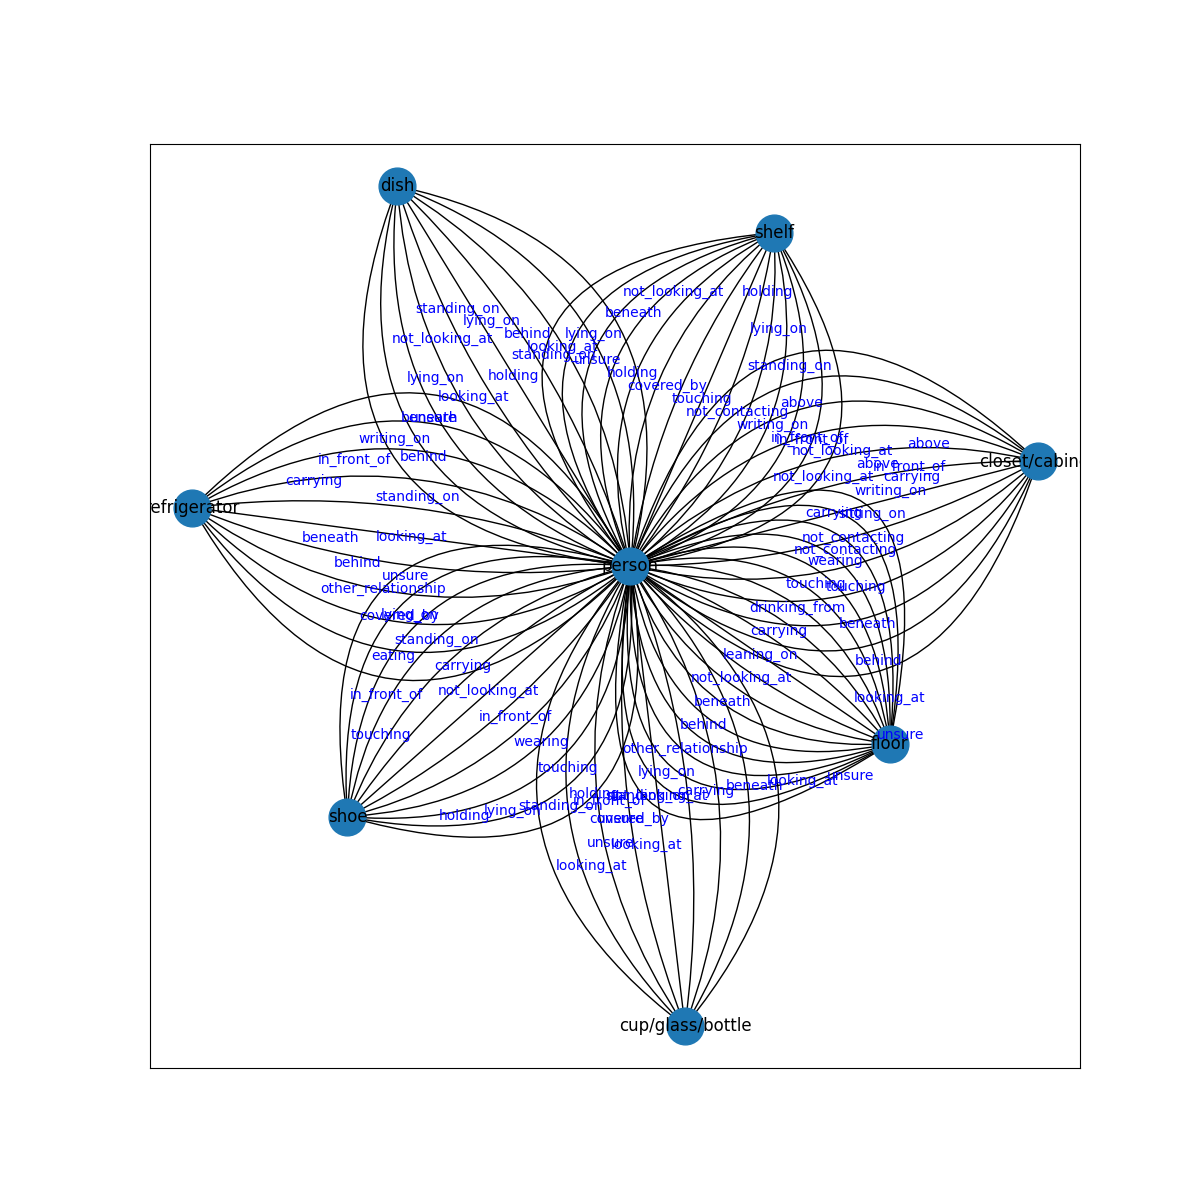 dish
shelf
not_looking_at
holding
beneath
standing_on
lying_on
lying_on
behind
lying_on
standing_on
not_looking_at
looking_at
standing_on
unsure
standing_on
holding
holding
lying_on
covered_by
looking_at
touching
above
not_contacting
beneath
unsure
writing_on
writing_on
in_front_of
in_front_of
above
not_looking_at
behind
in_front_of
above
in_front_of
closet/cabin
not_looking_at
carrying
carrying
writing_on
standing_on
efrigerator
carrying
sitting_on
beneath
looking_at
not_contacting
not_contacting
behind
wearing
person
unsure
touching
touching
other_relationship
drinking_from
covered_by
lying_on
beneath
carrying
standing_on
eating
leaning_on
behind
carrying
not_looking_at
in_front_of
not_looking_at
looking_at
beneath
in_front_of
behind
touching
wearing
unsure
floor
other_relationship
touching
lying_on
unsure
looking_at
beneath
carrying
holding
in_front_of
standing_on
lying_on
holding
shoe
covered_by
unsure
unsure
looking_at
looking_at
cup/glass/bottle